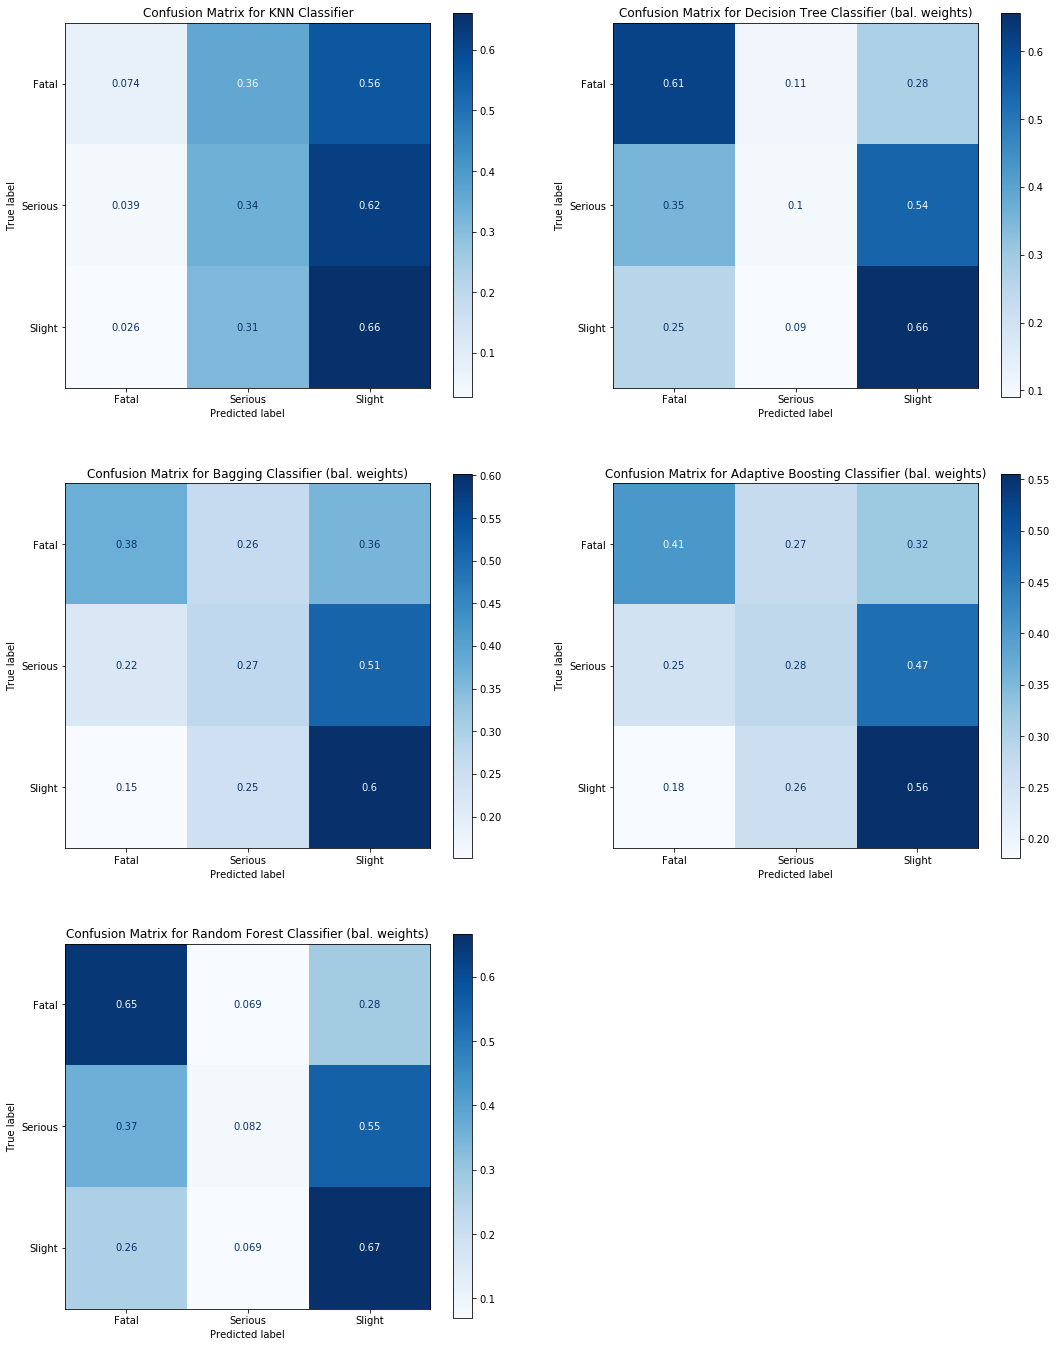 Confusion Matrix for KNN Classifier
Fatal 0.074 0.36 0.56
Serious 0.039 0.34 0.62
Slight 0.026 0.31 0.66
Fatal Serious Slight
Predicted label
True label
0.6
0.5
0.4
0.3
0.2
0.1
Confusion Matrix for Decision Tree Classifier (bal. weights)
Fatal 0.61 0.11 0.28
Serious 0.35 0.1 0.54
Slight 0.25 0.09 0.66
Fatal Serious Slight
Predicted label
True label
0.6
0.5
0.4
0.3
0.2
0.1
Confusion Matrix for Bagging Classifier (bal. weights)
Fatal 0.38 0.26 0.36
Serious 0.22 0.27 0.51
Slight 0.15 0.25 0.6
Fatal Serious Slight
Predicted label
True label
0.60
0.55
0.50
0.45
0.40
0.35
0.30
0.25
0.20
Confusion Matrix for Adaptive Boosting Classifier (bal. weights)
Fatal 0.41 0.27 0.32
Serious 0.25 0.28 0.47
Slight 0.18 0.26 0.56
Fatal Serious Slight
Predicted label
True label
0.55
0.50
0.45
0.40
0.35
0.30
0.25
0.20
Confusion Matrix for Random Forest Classifier (bal. weights)
Fatal 0.65 0.069 0.28
Serious 0.37 0.082 0.55
Slight 0.26 0.069 0.67
Fatal Serious Slight
Predicted label
True label
0.6
0.5
0.4
0.3
0.2
0.1